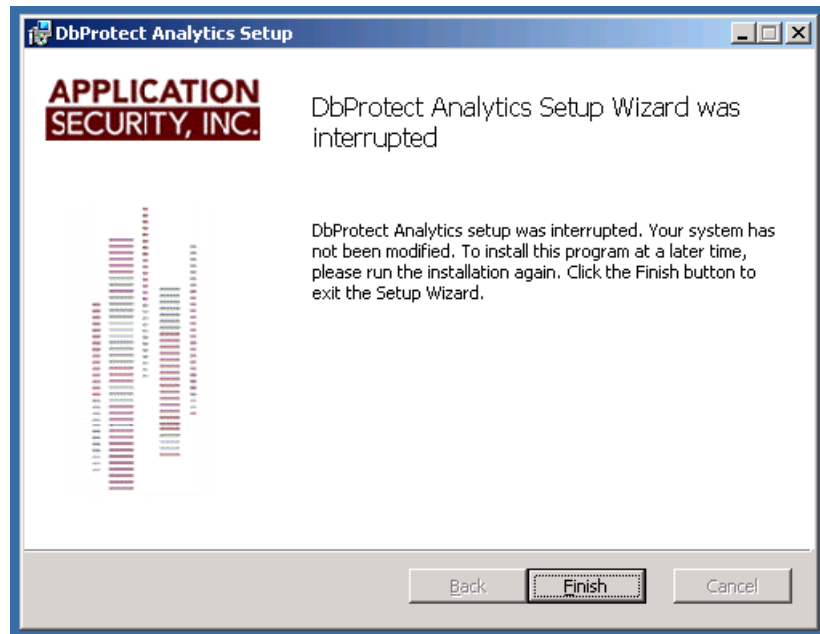 DbProtect Analytics Setup
APPLICATION
SECURITY, INC.
DbProtect Analytics Setup Wizard was
interrupted
DbProtect Analytics setup was interrupted. Your system has
not been modified. To install this program at a later time,
please run the installation again. Click the Finish button to
exit the Setup Wizard.
Back Finish Cancel